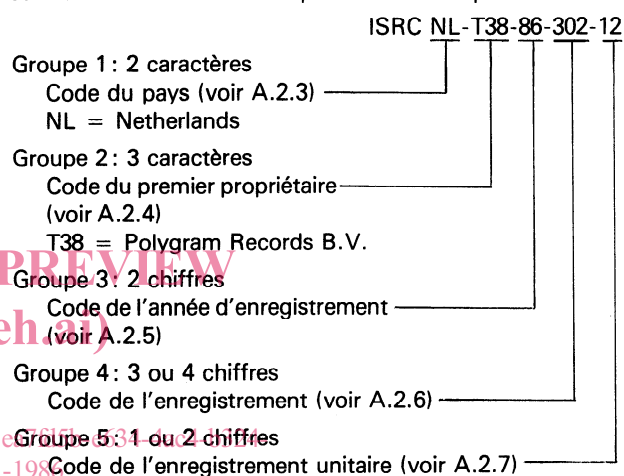 ISRC NL-T38-86-302-12
Groupe 1: 2 caractères
Code du pays (voir A.2.3)
NL = Netherlands
Groupe 2: 3 caractères
Code du premier propriétaire
(voir A.2.4)
T38 = Polygram Records B.V.
PREVIEW
Groupe 3: 2 chiffres
Code de l'année d'enregistrement
eh.ai)
(voir A.2.5)
Groupe 4: 3 ou 4 chiffres
Code de l'enregistrement (voir A.2.6)
Groupe 5: 1 ou 2 chiffres
-1986
Code de l'enregistrement unitaire (voir A.2.7)